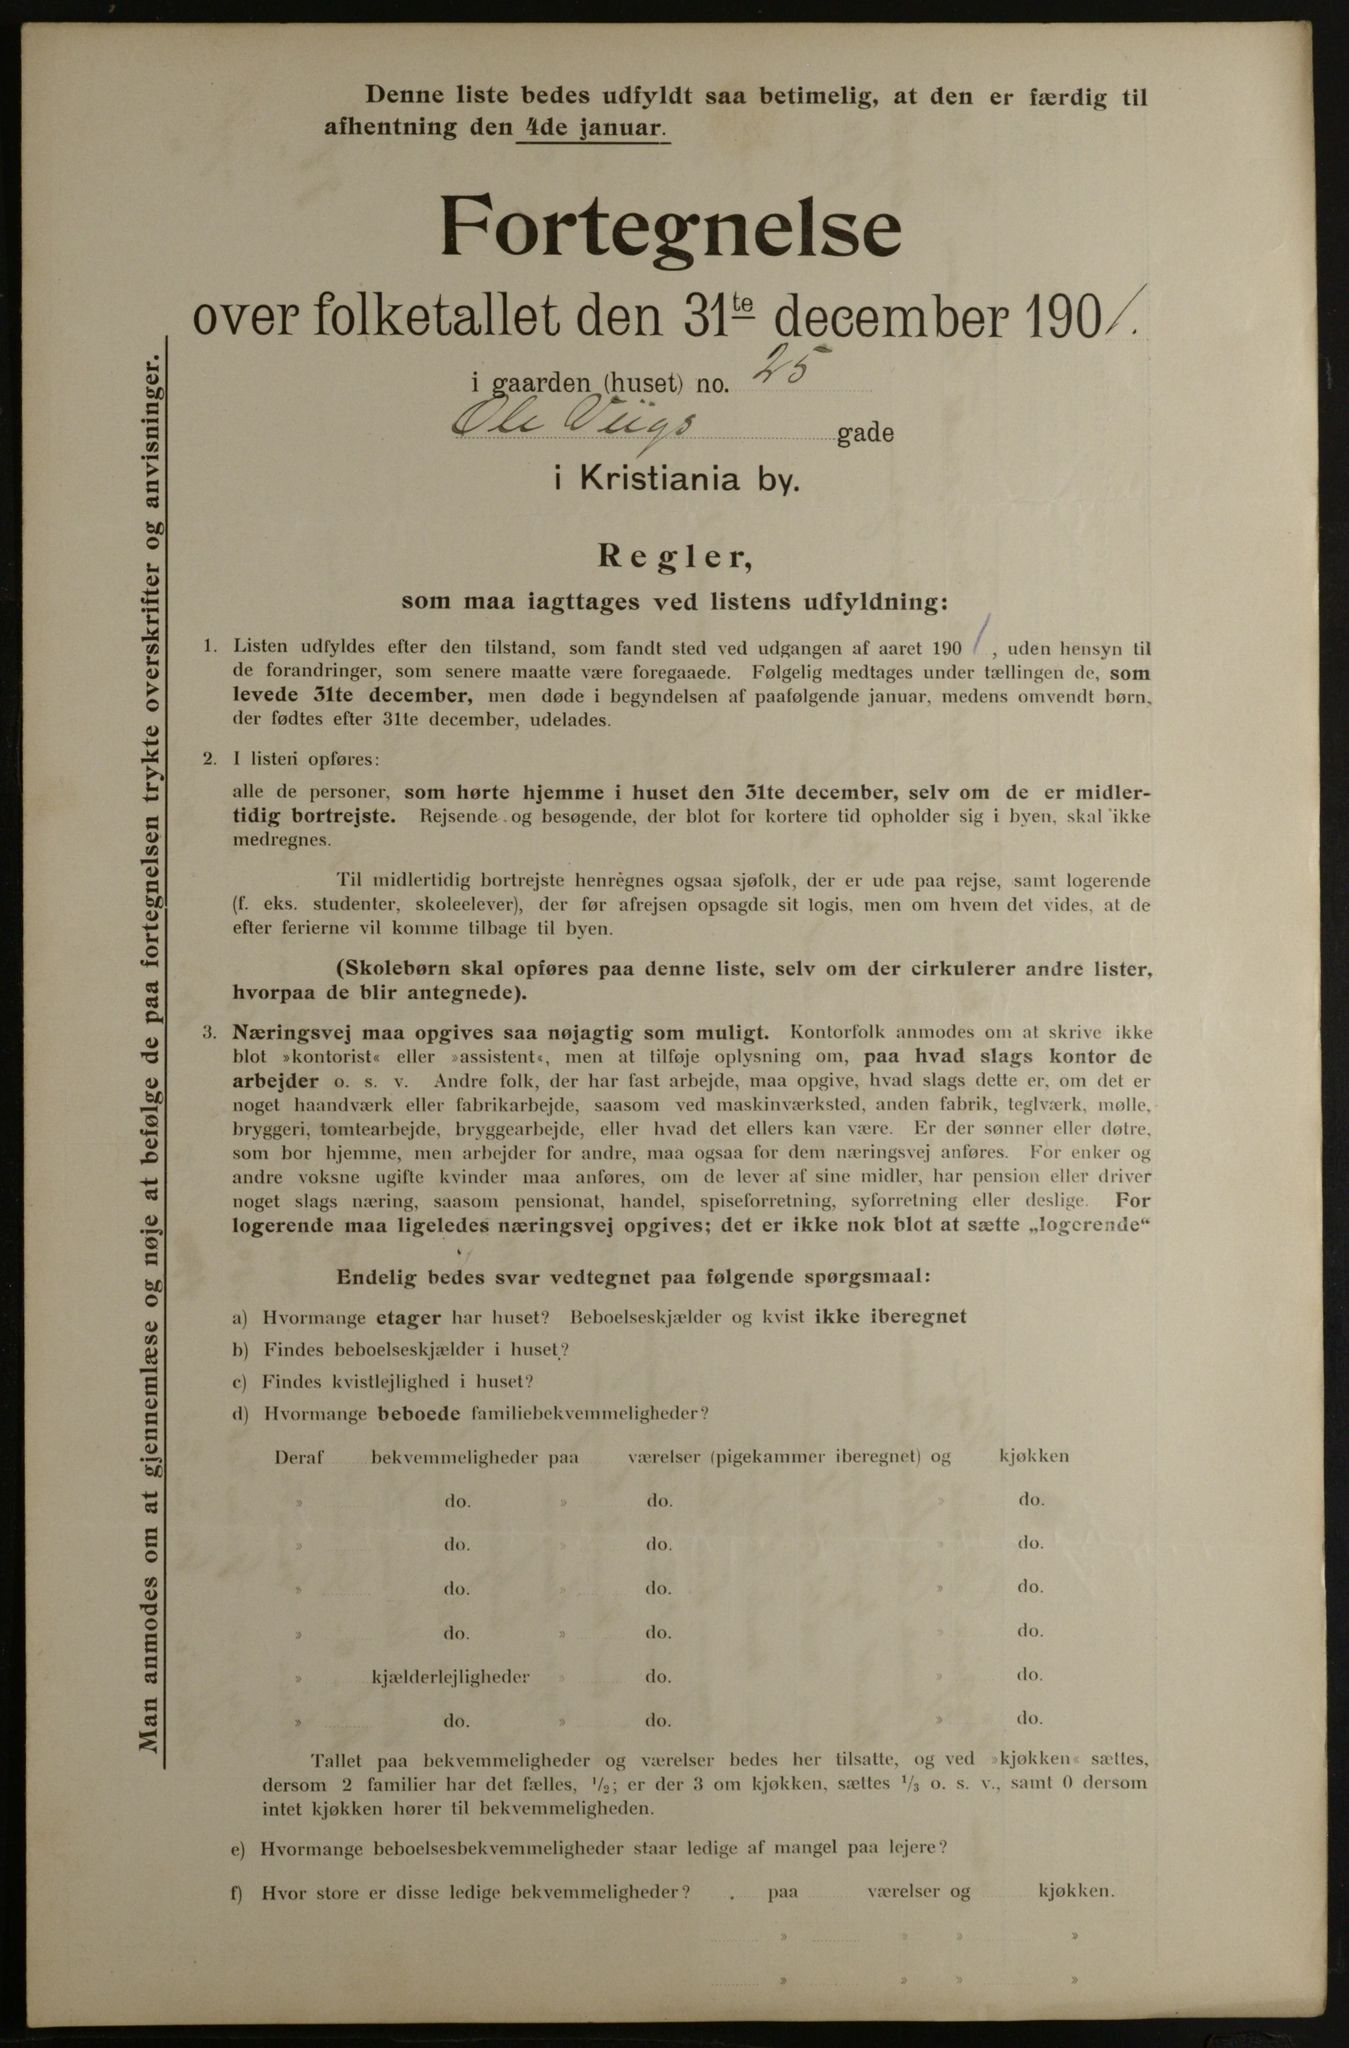 Denne liste bedes udfyldt saa betimelig, at den er færdig til
afhentning den 4de januar.
Fortegnelse
over folketallet den 31te december 1901.
i gaarden (huset) no. 25
Ole Viigs gade
i Kristiania by.
Regler,
som maa iagttages ved listens udfyldning:
1. Listen udfyldes efter den tilstand, som fandt sted ved udgangen af aaret 1901, uden hensyn til
de forandringer, som senere maatte være foregaaede. Følgelig medtages under tællingen de, som
levede 31te december, men døde i begyndelsen af paafølgende januar, medens omvendt børn,
der fødtes efter 31te december, udelades.
2. I listen opføres:
alle de personer, som hørte hjemme i huset den 31te december, selv om de er midler-
tidig bortrejste. Rejsende og besøgende, der blot for kortere tid opholder sig i byen, skal ikke
medregnes.
Til midlertidig bortrejste henregnes ogsaa sjøfolk, der er ude paa rejse, samt logerende
(f. eks. studenter, skoleelever), der før afrejsen opsagde sit logis, men om hvem det vides, at de
efter ferierne vil komme tilbage til byen.
(Skolebørn skal opføres paa denne liste, selv om der cirkulerer andre lister,
hvorpaa de blir antegnede).
3. Næringsvej maa opgives saa nøjagtig som muligt. Kontorfolk anmodes om at skrive ikke
blot »kontorist« eller »assistent«, men at tilføje oplysning om, paa hvad slags kontor de
arbejder o. s. v. Andre folk, der har fast arbejde, maa opgive, hvad slags dette er, om det er
noget haandværk eller fabrikarbejde, saasom ved maskinværksted, anden fabrik, teglværk, mølle,
bryggeri, tomtearbejde, bryggearbejde, eller hvad det ellers kan være. Er der sønner eller døtre,
som bor hjemme, men arbejder for andre, maa ogsaa for dem næringsvej anføres. For enker og
andre voksne ugifte kvinder maa anføres, om de lever af sine midler, har pension eller driver
noget slags næring, saasom pensionat, handel, spiseforretning, syforretning eller deslige. For
logerende maa ligeledes næringsvej opgives; det er ikke nok blot at sætte „logerende“
Endelig bedes svar vedtegnet paa følgende spørgsmaal:
a) Hvormange etager har huset? Beboelseskjælder og kvist ikke iberegnet
b) Findes beboelseskjælder i huset?
c) Findes kvistlejlighed i huset?
d) Hvormange beboede familiebekvemmeligheder?
Deraf bekvemmeligheder paa værelser (pigekammer iberegnet) og kjøkken
» do. » do. » do.
» do. » do. » do.
» do. » do. » do.
» do. » do. » do.
» kjælderlejligheder » do. » do.
» do. » do. » do.
Tallet paa bekvemmeligheder og værelser bedes her tilsatte, og ved »kjøkken« sættes,
dersom 2 familier har det fælles, 1/2; er der 3 om kjøkken, sættes 1/3 o. s. v., samt 0 dersom
intet kjøkken hører til bekvemmeligheden.
e) Hvormange beboelsesbekvemmeligheder staar ledige af mangel paa lejere?
f) Hvor store er disse ledige bekvemmeligheder? paa værelser og kjøkken.
» » » »
» » » »
Man anmodes om at gjennemlæse og nøje at befølge de paa fortegnelsen trykte overskrifter og anvisninger.